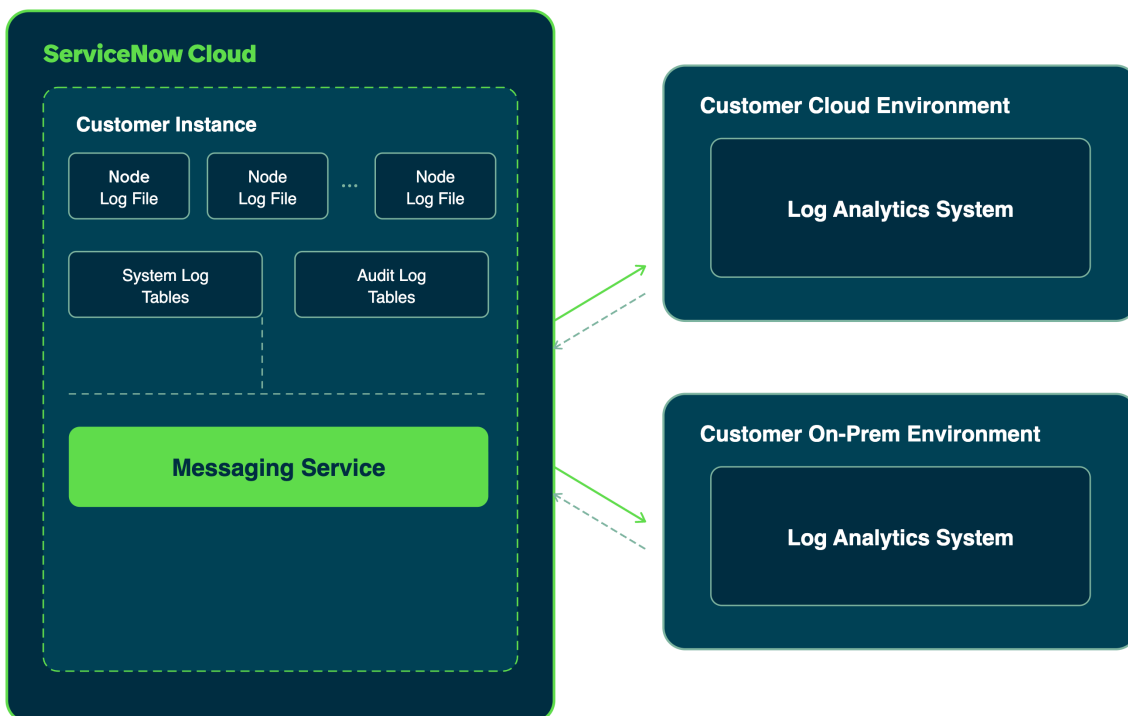 ServiceNow Cloud
Customer Instance
Node
Log File
Node
Log File
...
Node
Log File
System Log
Tables
Audit Log
Tables
Messaging Service
Customer Cloud Environment
Log Analytics System
Customer On-Prem Environment
Log Analytics System